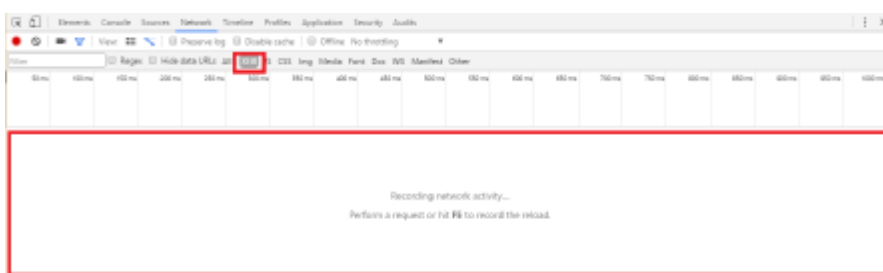 Elements Console Sources Network Timeline Profiles Application Security Audits
View: Preserve log Disable cache Offline No throttling
Filter Regex Hide data URLs All XHR JS CSS Img Media Font Doc WS Manifest Other
50 ms 100 ms 150 ms 200 ms 250 ms 300 ms 350 ms 400 ms 450 ms 500 ms 550 ms 600 ms 650 ms 700 ms 750 ms 800 ms 850 ms 900 ms 950 ms 1000 ms
Recording network activity...
Perform a request or hit F5 to record the reload.